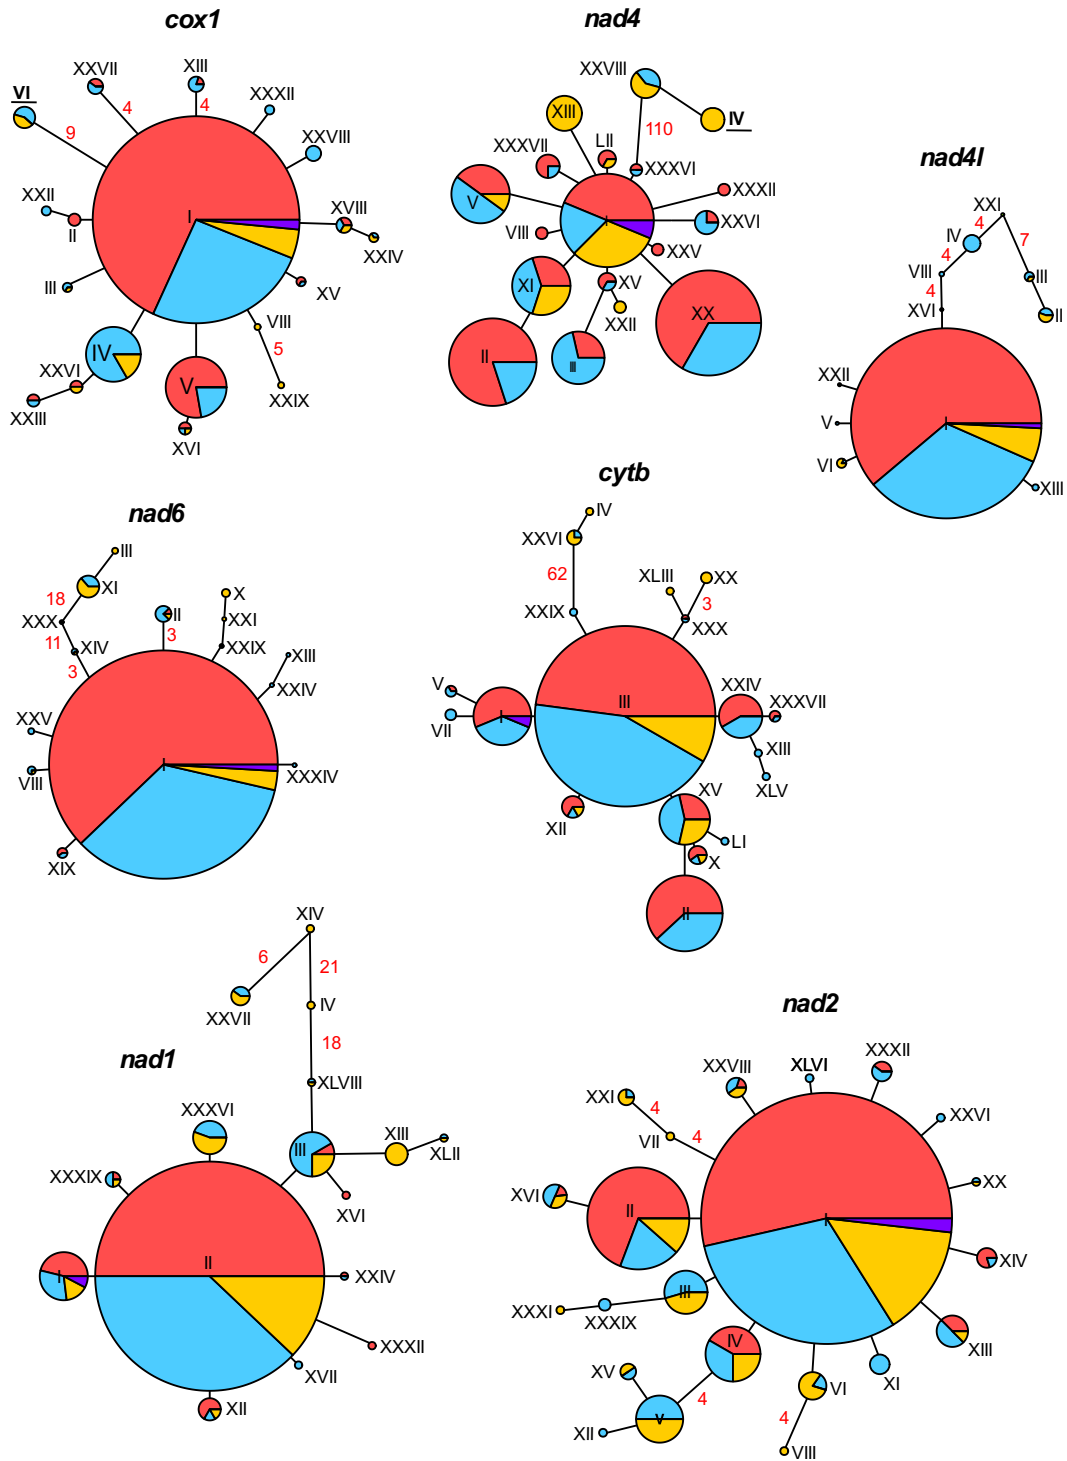 cox1
XXVII
XIII
XXXII
VI
4
4
9
XXVIII
XXII
II
I
XVIII
XXIV
III
XV
VIII
IV
5
XXVI
V
XXIX
XXIII
XVI
nad4
XXVIII
XIII
IV
110
LII
XXXVII
XXXVI
XXXII
V
I
XXVI
VIII
XXV
XI
XV
XXII
XX
II
III
nad4l
XXI
4
IV
7
4
VIII
III
4
XVI
II
XXII
V
I
VI
XIII
nad6
III
XI
18
X
XXX
II
XXI
11
XIV
3
XXIX
3
XIII
XXIV
XXV
I
VIII
XXXIV
XIX
cytb
IV
XXVI
62
XLIII
XX
3
XXIX
XXX
V
III
XXIV
XXXVII
I
VII
XIII
XLV
XV
XII
LI
X
II
nad1
XIV
6
21
XXVII
IV
18
XLVIII
XXXVI
III
XIII
XLII
XXXIX
XVI
II
I
XXIV
XXXII
XVII
XII
nad2
XLVI
XXXII
XXVIII
XXI
4
XXVI
VII
4
XX
XVI
II
I
XIV
III
XXXI
XXXIX
IV
XIII
XV
XI
VI
V
4
XII
4
VIII